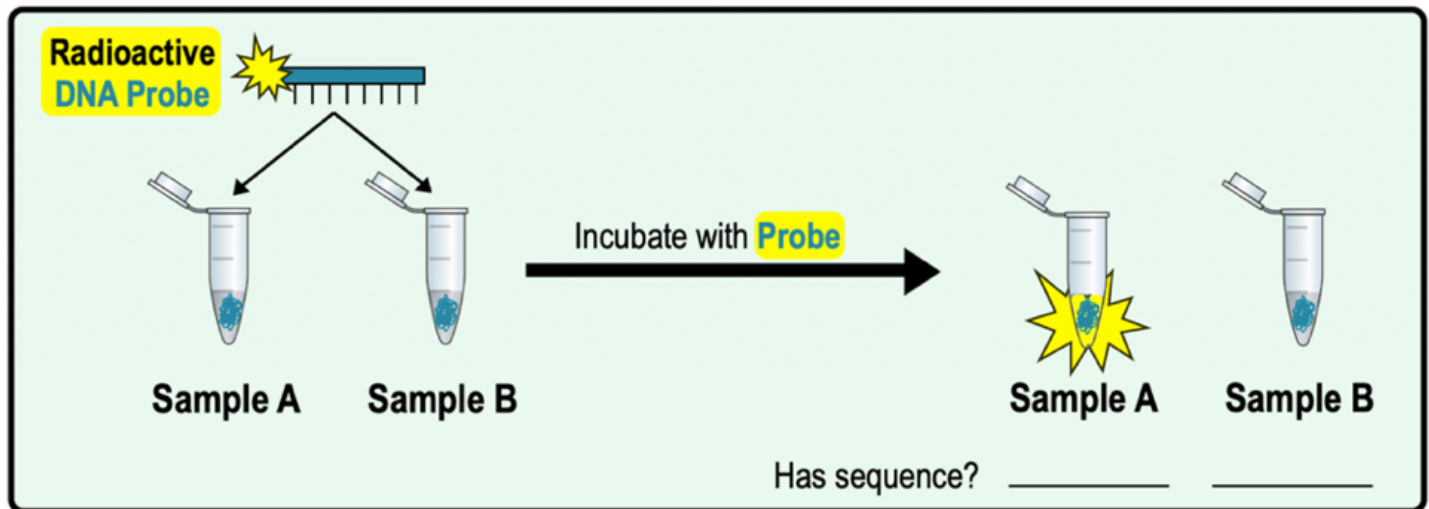 Radioactive
DNA Probe
Incubate with Probe
Sample A
Sample B
Sample A
Sample B
Has sequence?